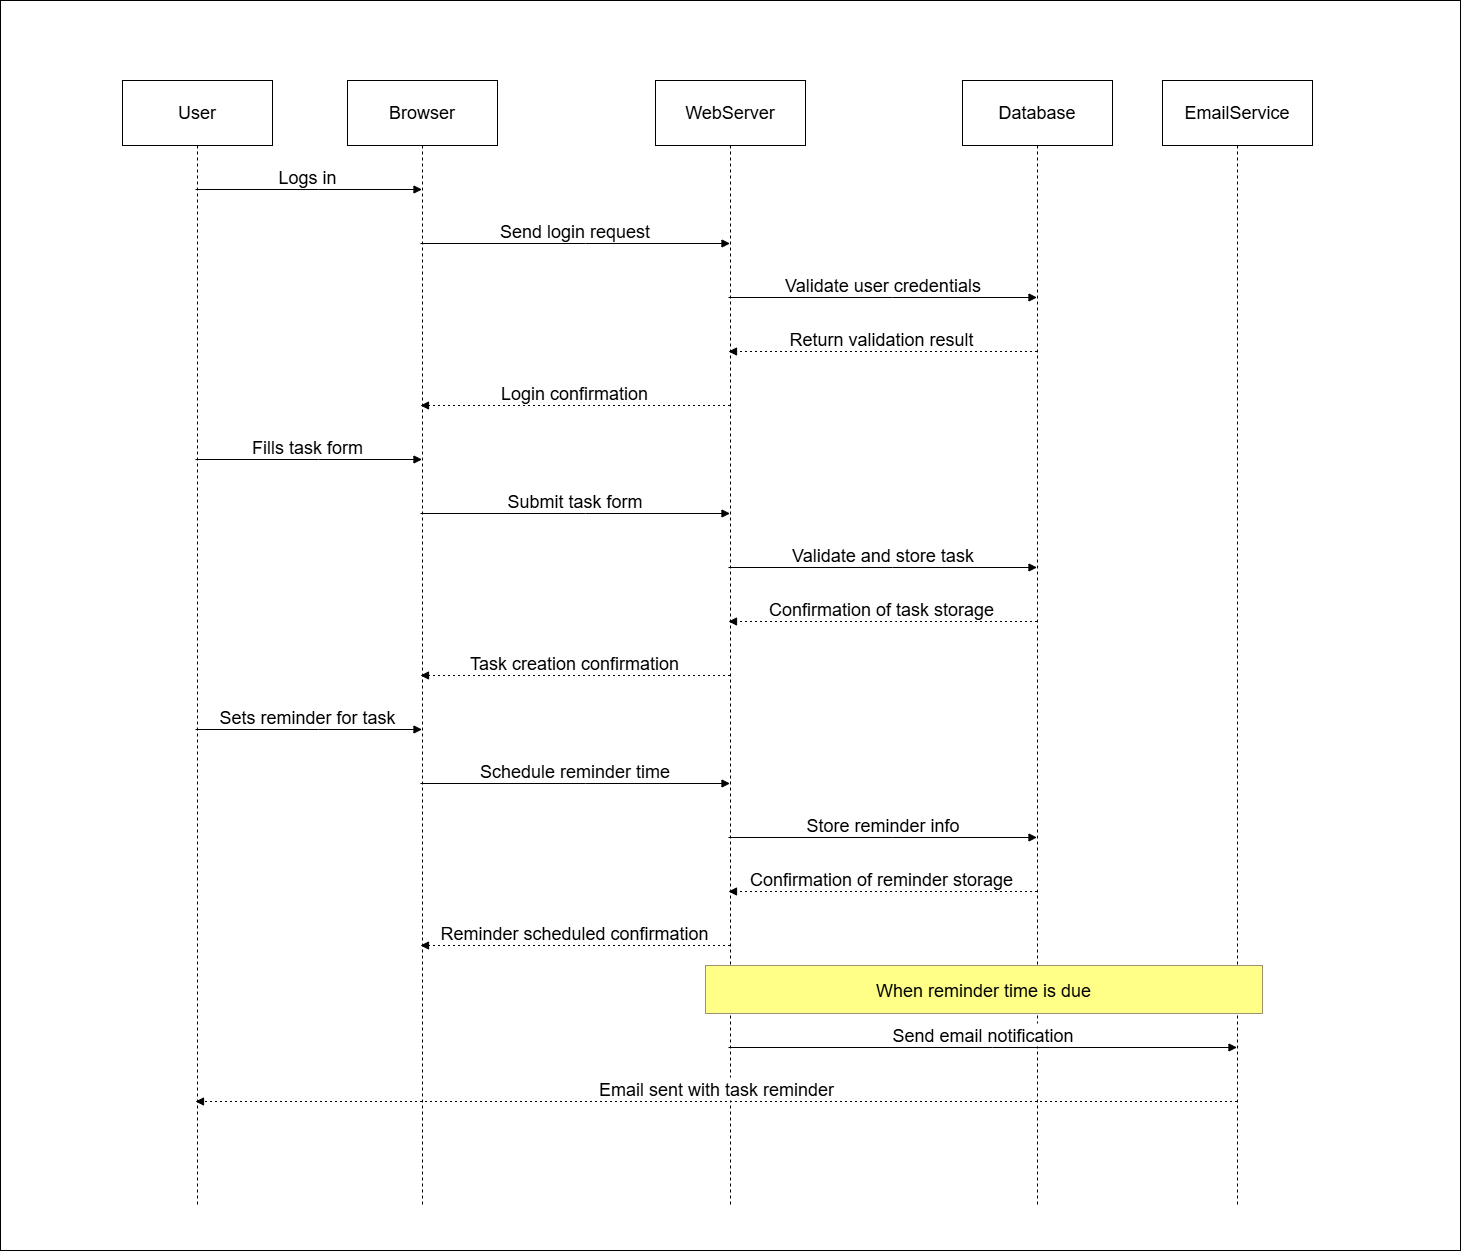 User
Browser
WebServer
Database
EmailService
Logs in
Send login request
Validate user credentials
Return validation result
Login confirmation
Fills task form
Submit task form
Validate and store task
Confirmation of task storage
Task creation confirmation
Sets reminder for task
Schedule reminder time
Store reminder info
Confirmation of reminder storage
Reminder scheduled confirmation
When reminder time is due
Send email notification
Email sent with task reminder